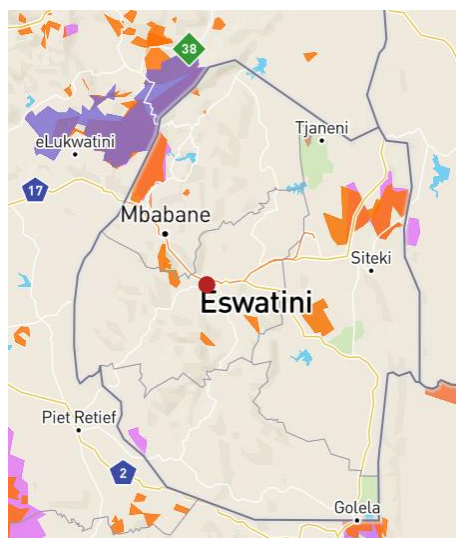 38
Tjaneni
eLukwatini
17
Mbabane
Siteki
Eswatini
Piet Retief
2
Golela